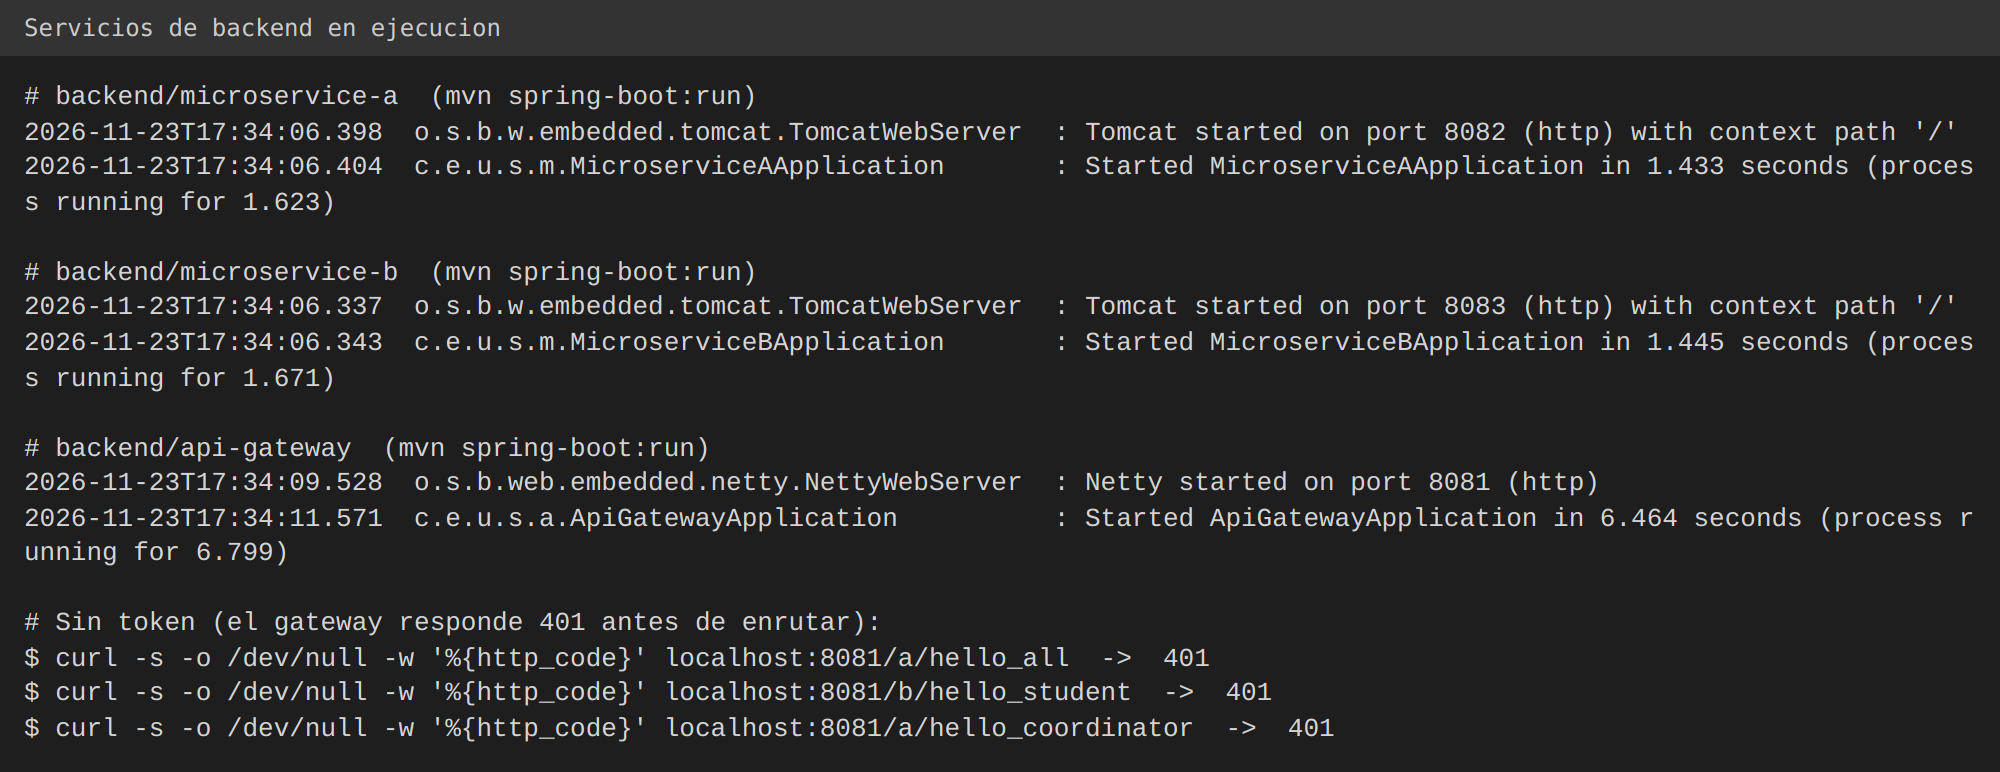 Servicios de backend en ejecucion
# backend/microservice-a  (mvn spring-boot:run)
2026-11-23T17:34:06.398  o.s.b.w.embedded.tomcat.TomcatWebServer  : Tomcat started on port 8082 (http) with context path '/'
2026-11-23T17:34:06.404  c.e.u.s.m.MicroserviceAApplication       : Started MicroserviceAApplication in 1.433 seconds (proces
s running for 1.623)
# backend/microservice-b  (mvn spring-boot:run)
2026-11-23T17:34:06.337  o.s.b.w.embedded.tomcat.TomcatWebServer  : Tomcat started on port 8083 (http) with context path '/'
2026-11-23T17:34:06.343  c.e.u.s.m.MicroserviceBApplication       : Started MicroserviceBApplication in 1.445 seconds (proces
s running for 1.671)
# backend/api-gateway  (mvn spring-boot:run)
2026-11-23T17:34:09.528  o.s.b.web.embedded.netty.NettyWebServer  : Netty started on port 8081 (http)
2026-11-23T17:34:11.571  c.e.u.s.a.ApiGatewayApplication          : Started ApiGatewayApplication in 6.464 seconds (process r
unning for 6.799)
# Sin token (el gateway responde 401 antes de enrutar):
$ curl -s -o /dev/null -w '%{http_code}' localhost:8081/a/hello_all  ->  401
$ curl -s -o /dev/null -w '%{http_code}' localhost:8081/b/hello_student  ->  401
$ curl -s -o /dev/null -w '%{http_code}' localhost:8081/a/hello_coordinator  ->  401